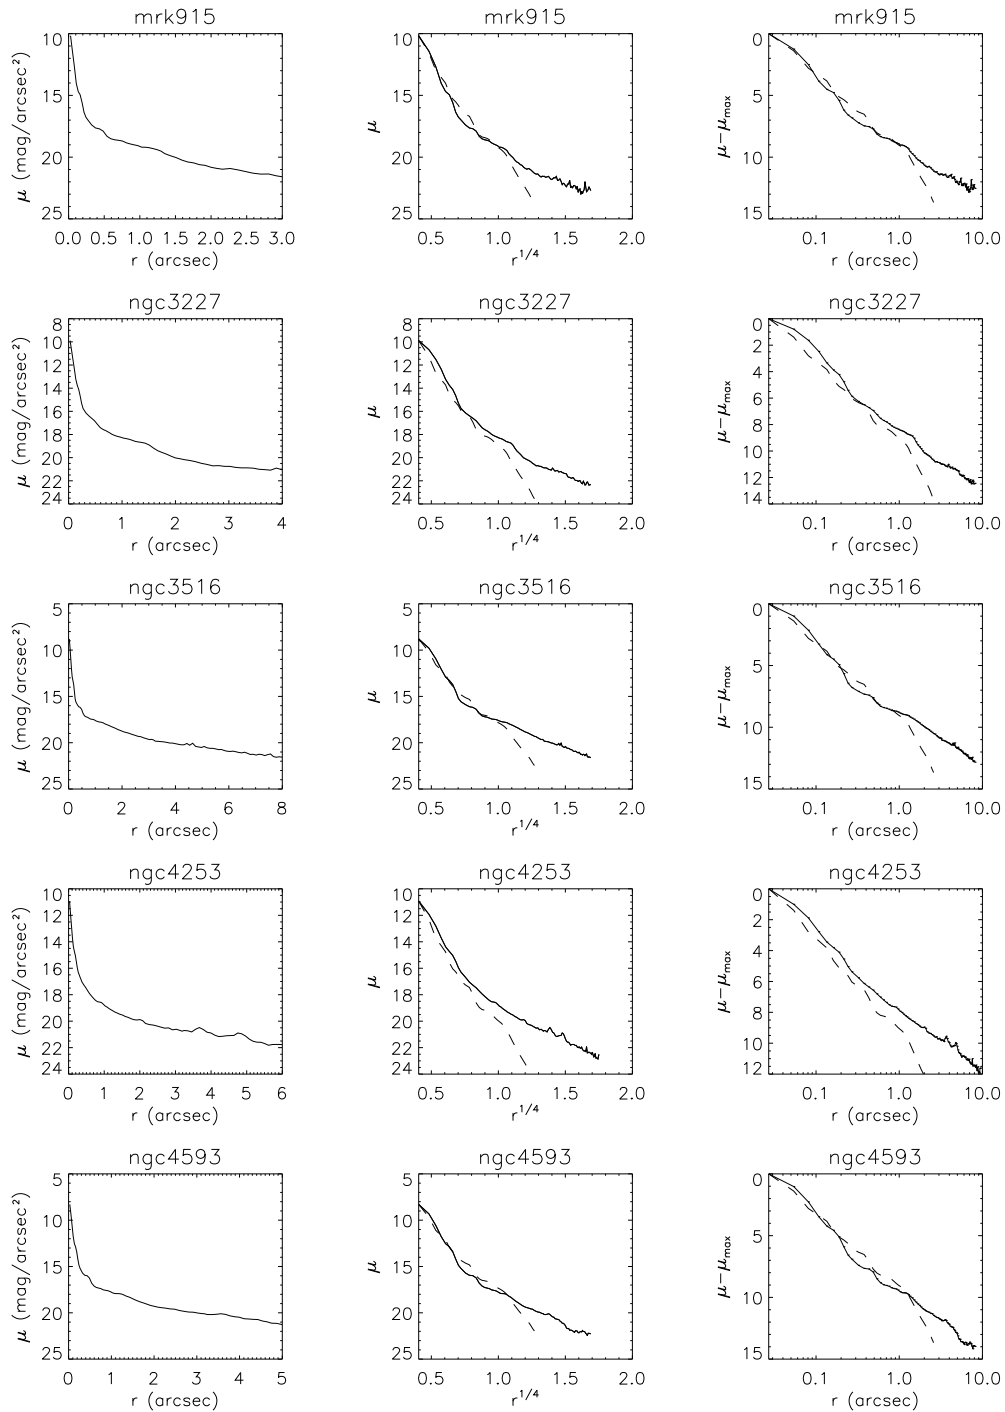 mrk915 mrk915 mrk915
10 10 0
15 15 5
20 20 10
25 25 15
μ (mag/arcsec²) μ μ−μmax
0.0 0.5 1.0 1.5 2.0 2.5 3.0 0.5 1.0 1.5 2.0 0.1 1.0 10.0
r (arcsec) r^1/4 r (arcsec)
ngc3227 ngc3227 ngc3227
8 8 0
10 10 2
12 12 4
14 14 6
16 16 8
18 18 10
20 20 12
22 22 14
24 24
μ (mag/arcsec²) μ μ−μmax
0 1 2 3 4 0.5 1.0 1.5 2.0 0.1 1.0 10.0
r (arcsec) r^1/4 r (arcsec)
ngc3516 ngc3516 ngc3516
5 5 0
10 10 5
15 15 10
20 20 15
25 25
μ (mag/arcsec²) μ μ−μmax
0 2 4 6 8 0.5 1.0 1.5 2.0 0.1 1.0 10.0
r (arcsec) r^1/4 r (arcsec)
ngc4253 ngc4253 ngc4253
10 10 0
12 12 2
14 14 4
16 16 6
18 18 8
20 20 10
22 22 12
24 24
μ (mag/arcsec²) μ μ−μmax
0 1 2 3 4 5 6 0.5 1.0 1.5 2.0 0.1 1.0 10.0
r (arcsec) r^1/4 r (arcsec)
ngc4593 ngc4593 ngc4593
5 5 0
10 10 5
15 15 10
20 20 15
25 25
μ (mag/arcsec²) μ μ−μmax
0 1 2 3 4 5 0.5 1.0 1.5 2.0 0.1 1.0 10.0
r (arcsec) r^1/4 r (arcsec)